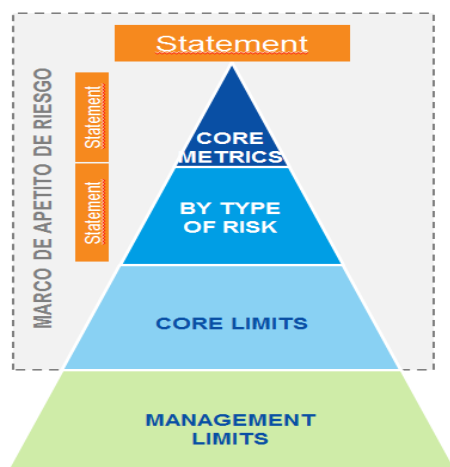 Statement
MARCO DE APETITO DE RIESGO
Statement
Statement
CORE
METRICS
BY TYPE
OF RISK
CORE LIMITS
MANAGEMENT
LIMITS